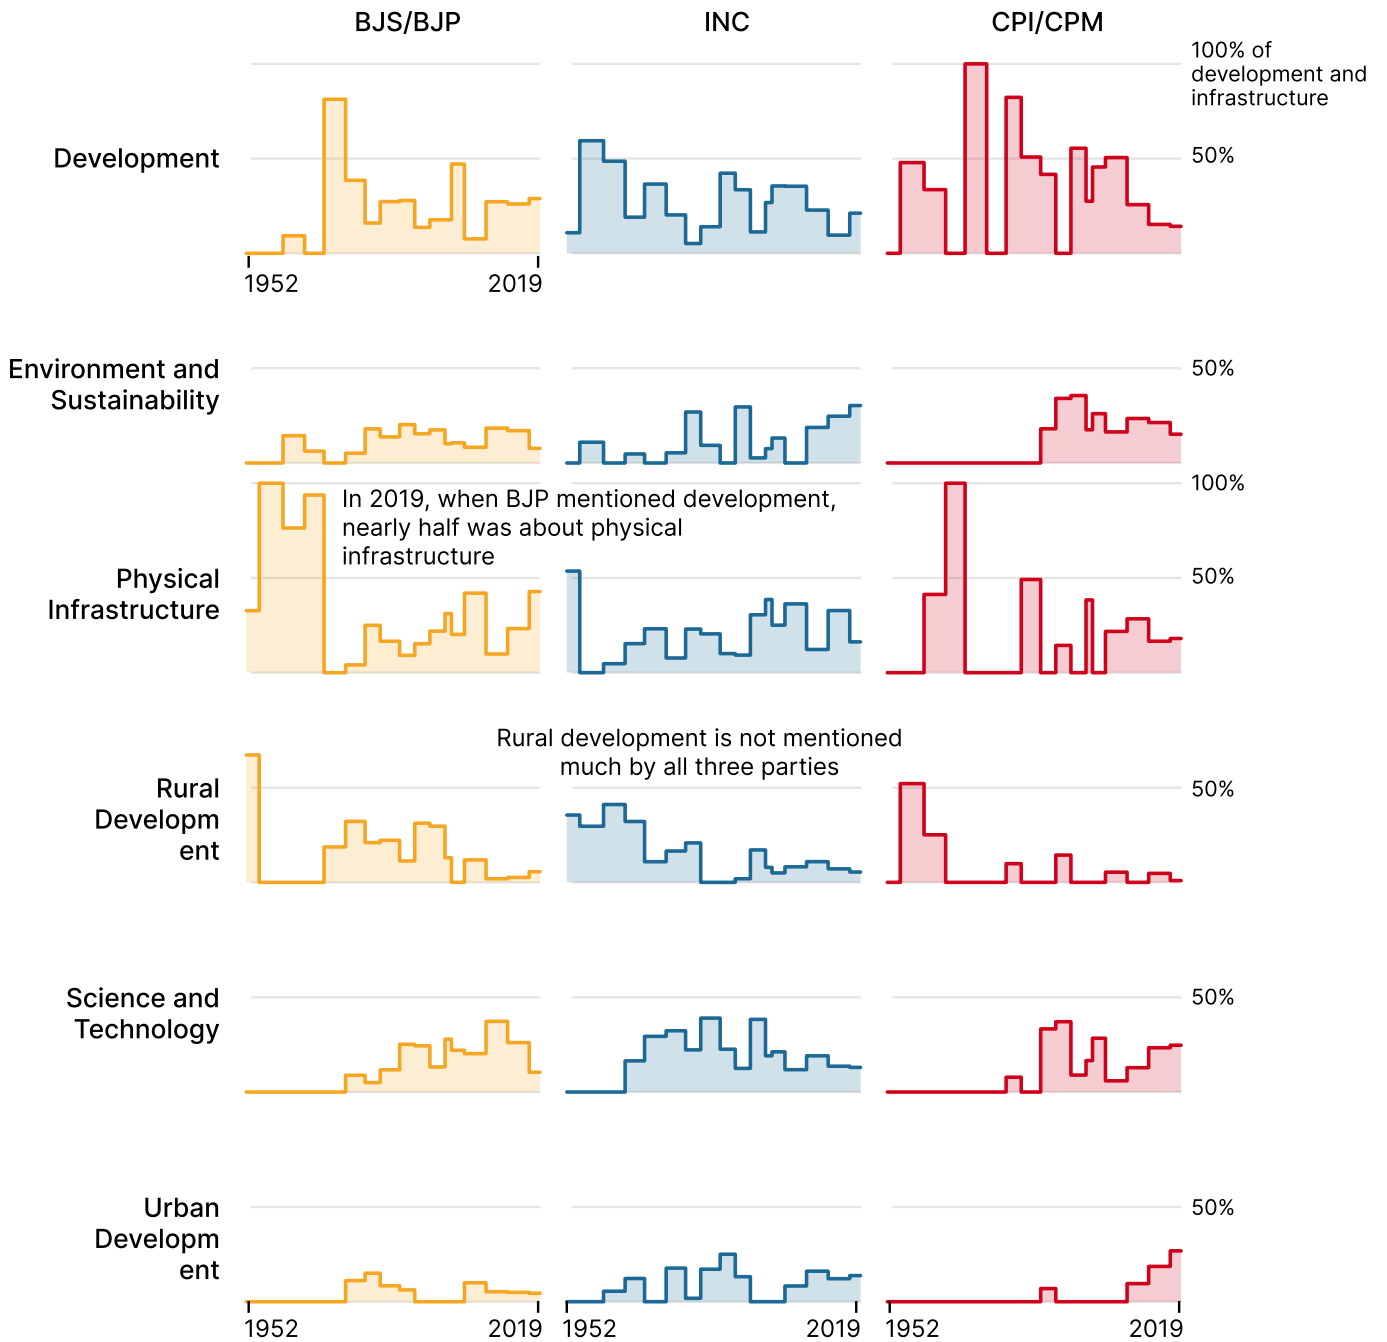 BJS/BJP
INC
CPI/CPM
100% of
development and
infrastructure
Development
50%
1952
2019
Environment and
Sustainability
50%
100%
In 2019, when BJP mentioned development,
nearly half was about physical
infrastructure
Physical
Infrastructure
50%
Rural development is not mentioned
much by all three parties
Rural
Developm
ent
50%
Science and
Technology
50%
Urban
Developm
ent
50%
1952
2019
1952
2019
1952
2019